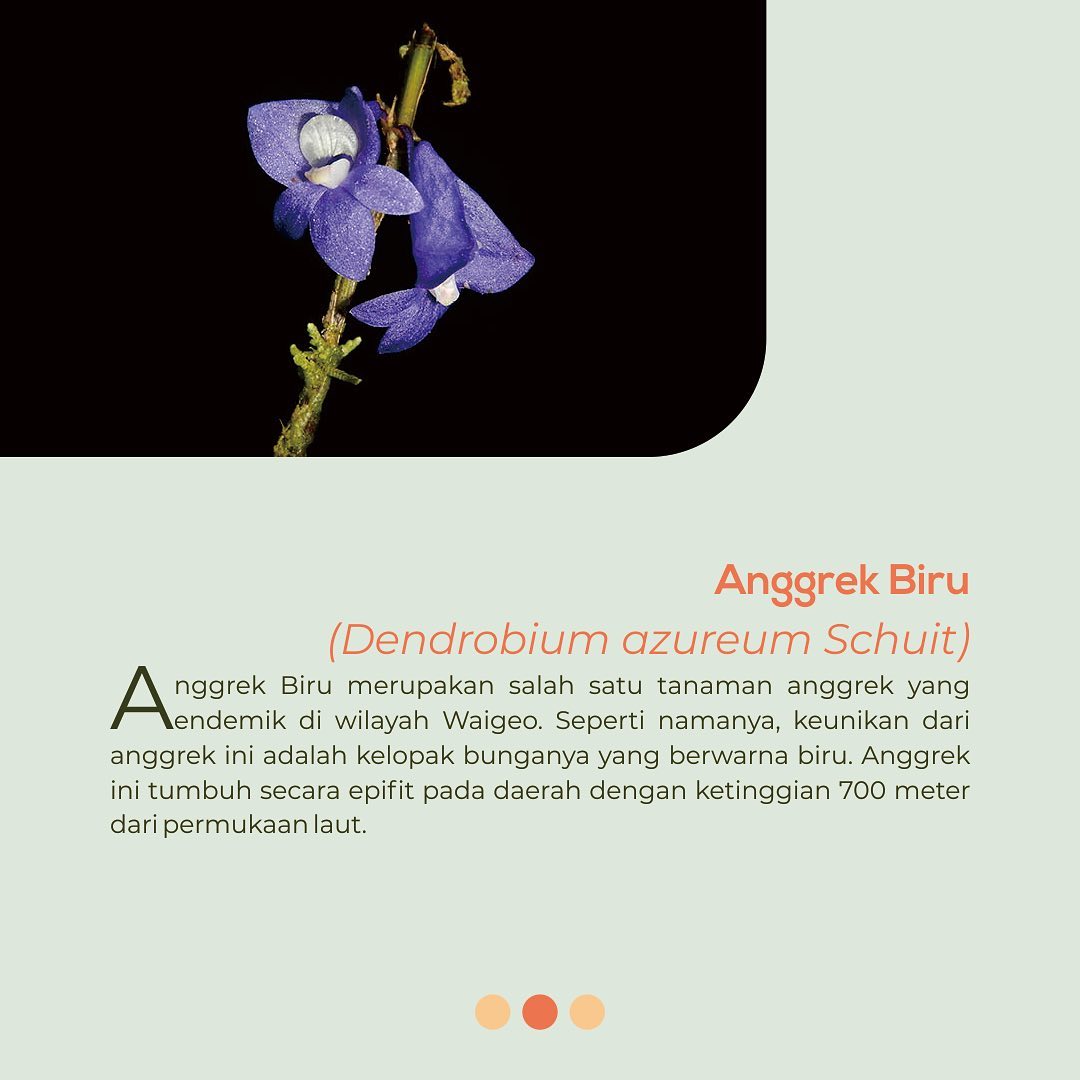 Anggrek Biru
(Dendrobium azureum Schuit)
Anggrek Biru merupakan salah satu tanaman anggrek yang
endemik di wilayah Waigeo. Seperti namanya, keunikan dari
anggrek ini adalah kelopak bunganya yang berwarna biru. Anggrek
ini tumbuh secara epifit pada daerah dengan ketinggian 700 meter
dari permukaan laut.